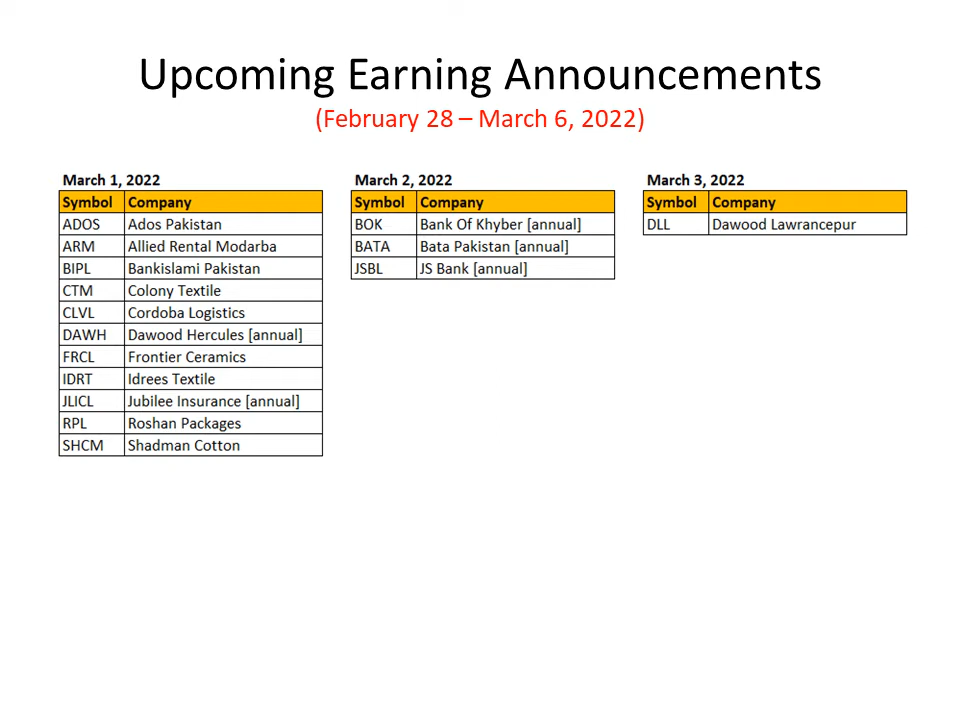 Upcoming Earning Announcements
(February 28 – March 6, 2022)
March 1, 2022
Symbol Company
ADOS Ados Pakistan
ARM Allied Rental Modarba
BIPL Bankislami Pakistan
CTM Colony Textile
CLVL Cordoba Logistics
DAWH Dawood Hercules [annual]
FRCL Frontier Ceramics
IDRT Idrees Textile
JLICL Jubilee Insurance [annual]
RPL Roshan Packages
SHCM Shadman Cotton
March 2, 2022
Symbol Company
BOK Bank Of Khyber [annual]
BATA Bata Pakistan [annual]
JSBL JS Bank [annual]
March 3, 2022
Symbol Company
DLL Dawood Lawrancepur